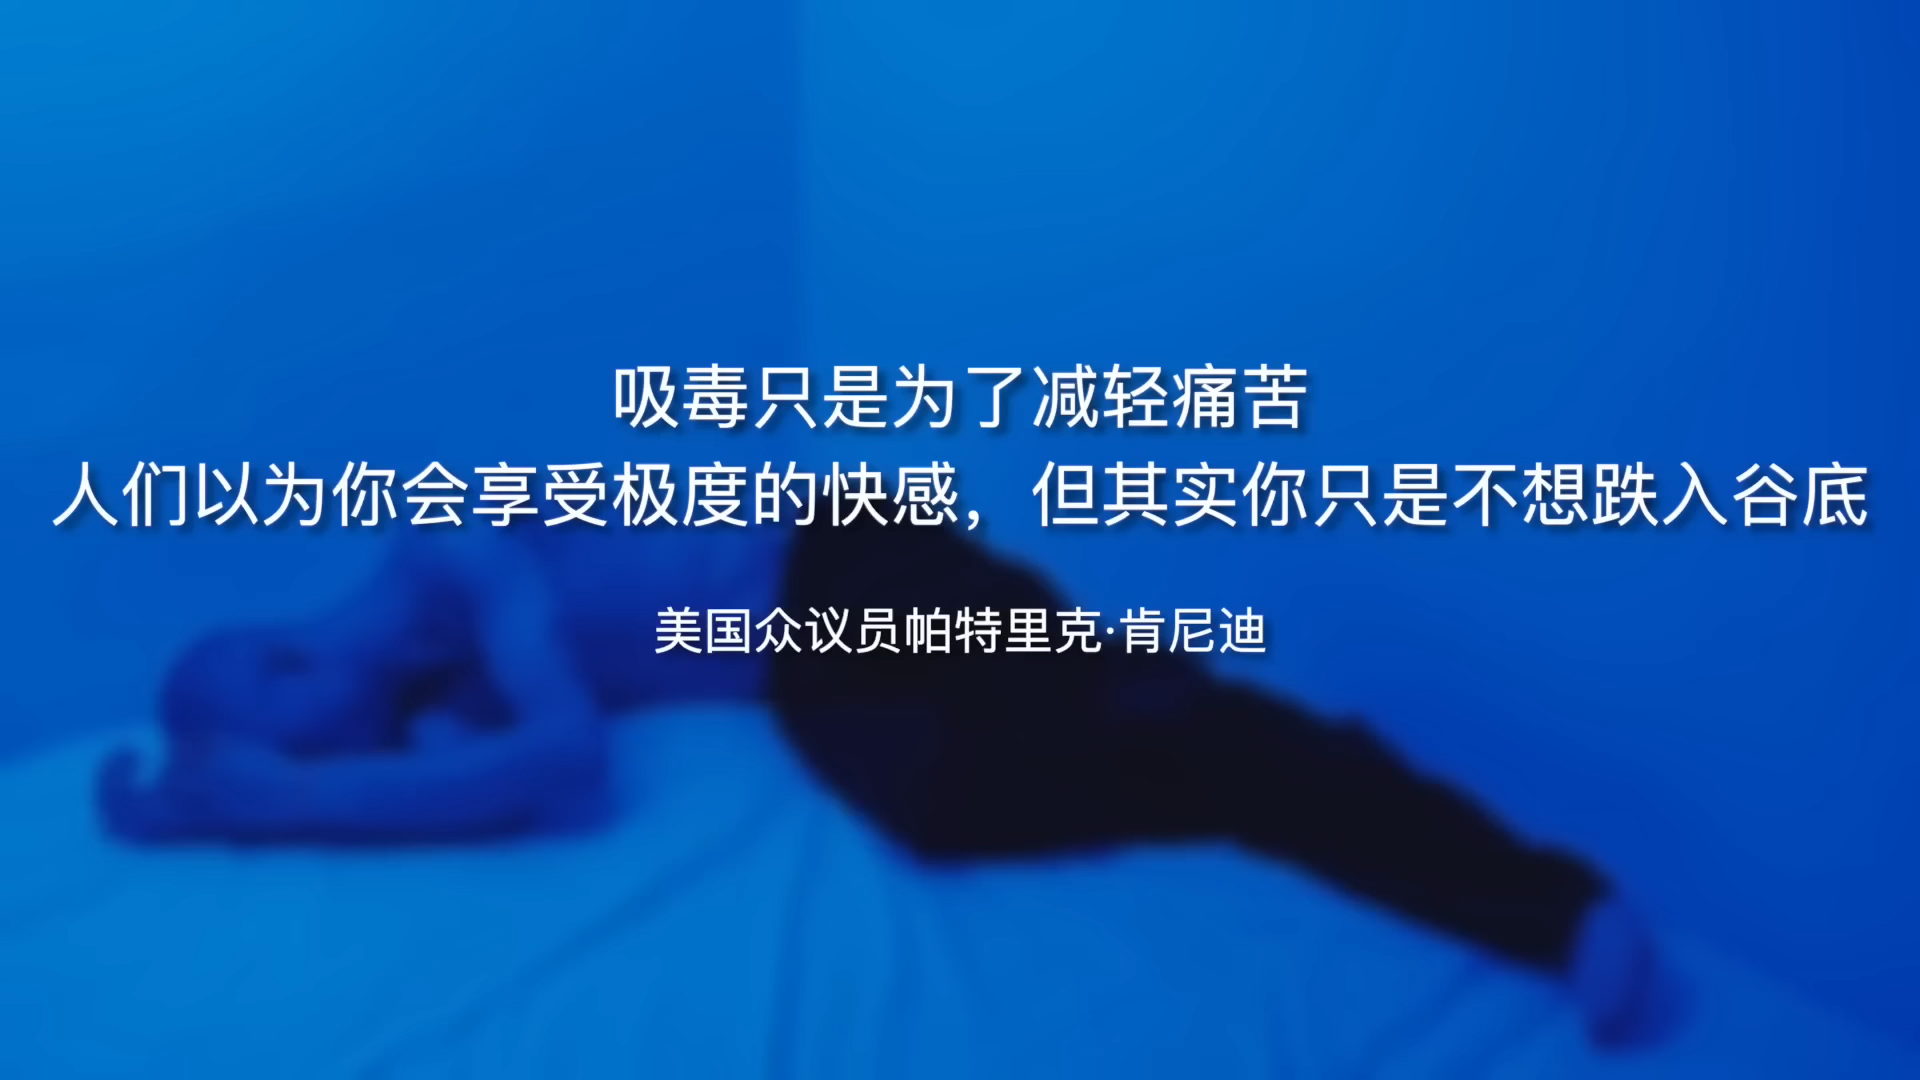 吸毒只是为了减轻痛苦
人们以为你会享受极度的快感，但其实你只是不想跌入谷底
美国众议员帕特里克·肯尼迪